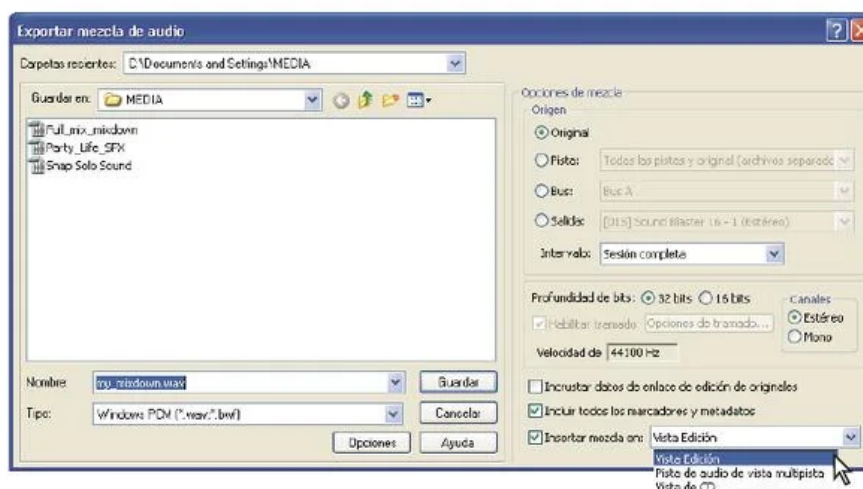 Exportar mezcla de audio
Carpetas recientes: C:\Documents and Settings\MEDIA
Guardar en: MEDIA
Full_mix_mixdown
Party_Life_SFX
Snap Solo Sound
Nombre: my_mixdown.wav
Guardar
Tipo: Windows PCM (*.wav;*.bwf)
Cancelar
Opciones
Ayuda
Opciones de mezcla
Origen
Original
Pista: Todas las pistas y original (archivos separado
Bus: Bus A
Salida: [01S] Sound Blaster 16 - 1 (Estéreo)
Intervalo: Sesión completa
Profundidad de bits: 32 bits 16 bits
Habilitar tramado Opciones de tramado...
Velocidad de 44100 Hz
Canales
Estéreo
Mono
Incrustar datos de enlace de edición de originales
Incluir todos los marcadores y metadatos
Insertar mezcla en: Vista Edición
Vista Edición
Pista de audio de vista multipista
Vista de CD